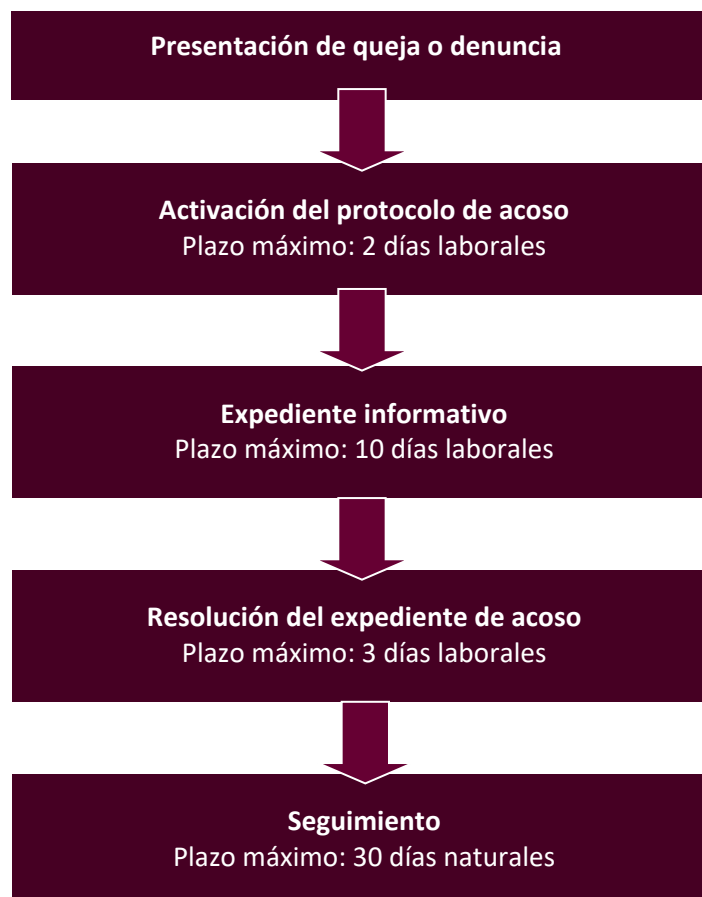 Presentación de queja o denuncia
Activación del protocolo de acoso
Plazo máximo: 2 días laborales
Expediente informativo
Plazo máximo: 10 días laborales
Resolución del expediente de acoso
Plazo máximo: 3 días laborales
Seguimiento
Plazo máximo: 30 días naturales